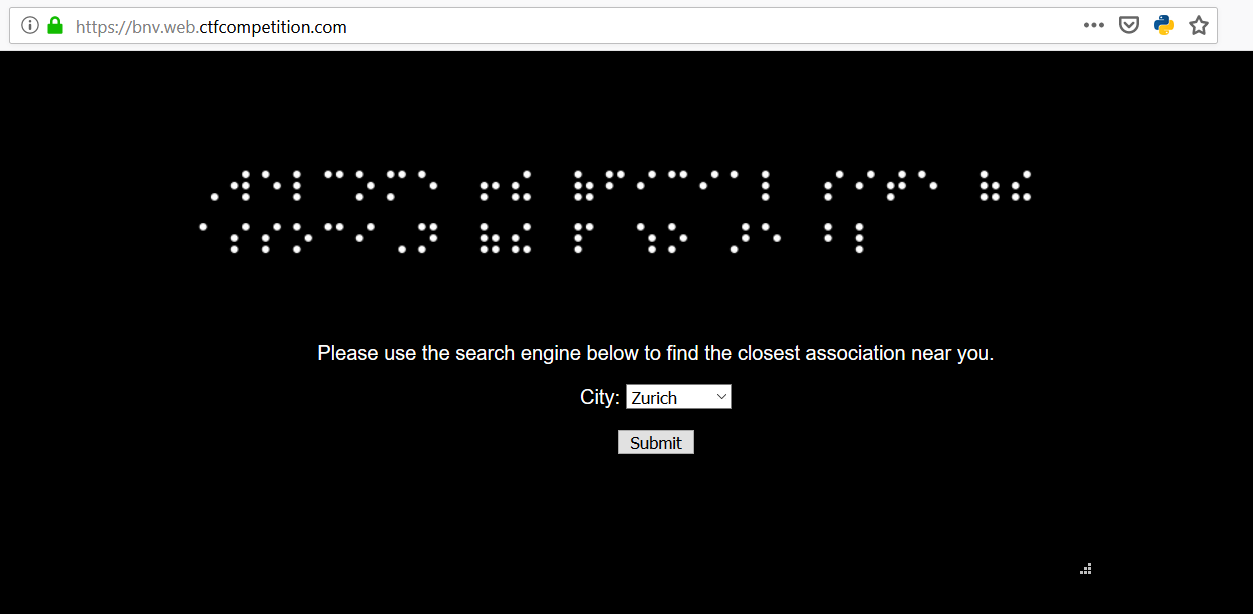 ⠠⠺⠑⠇⠉⠕⠍⠑ ⠖⠮ ⠷⠋⠊⠉⠊⠁⠇ ⠎⠊⠞⠑ ⠷⠮
⠁⠎⠎⠕⠉⠊⠠⠝ ⠷⠮ ⠏ ⠱⠕ ⠜⠑ ⠃⠇
https://bnv.web.ctfcompetition.com
Please use the search engine below to find the closest association near you.
City: Zurich
Submit